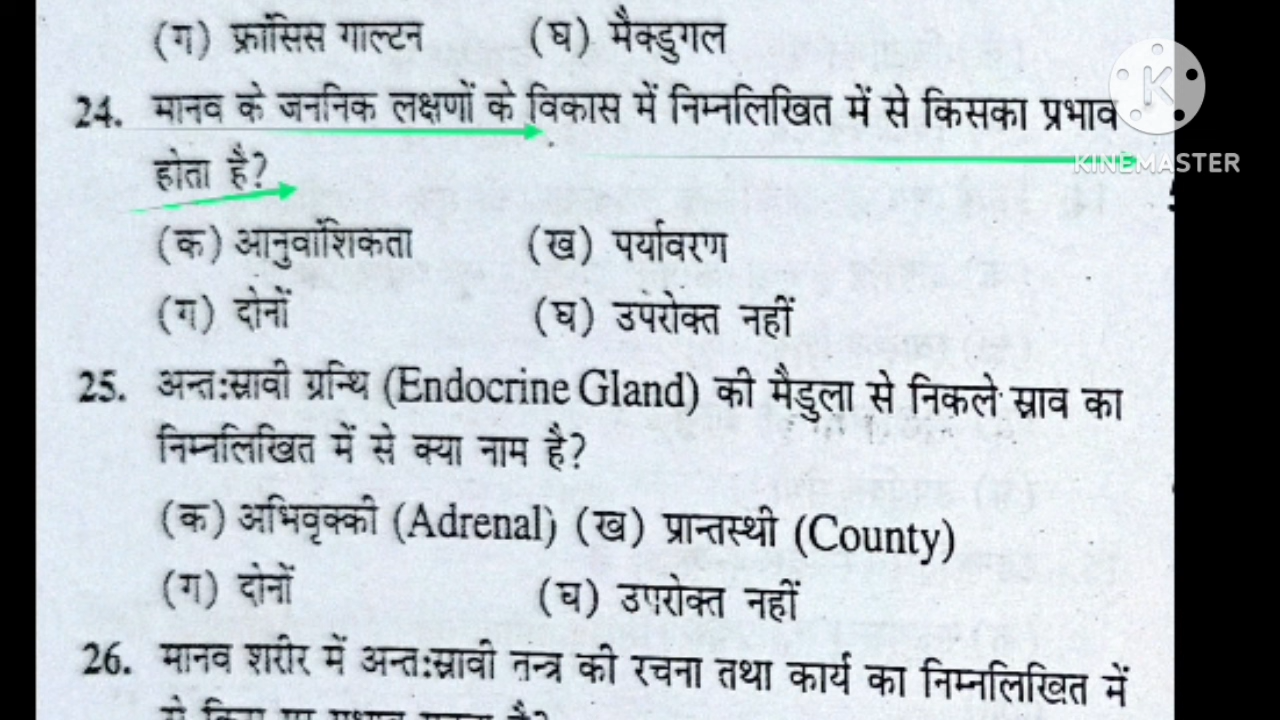 (ग) फ्रांसिस गाल्टन (घ) मैक्डुगल
24. मानव के जननिक लक्षणों के विकास में निम्नलिखित में से किसका प्रभाव
होता है?
K
KINEMASTER
(क) आनुवांशिकता (ख) पर्यावरण
(ग) दोनों (घ) उपरोक्त नहीं
25. अन्त:स्रावी ग्रन्थि (Endocrine Gland) की मैडुला से निकले स्राव का
निम्नलिखित में से क्या नाम है?
(क) अभिवृक्की (Adrenal) (ख) प्रान्तस्थी (County)
(ग) दोनों (घ) उपरोक्त नहीं
26. मानव शरीर में अन्त:स्रावी तन्त्र की रचना तथा कार्य का निम्नलिखित में